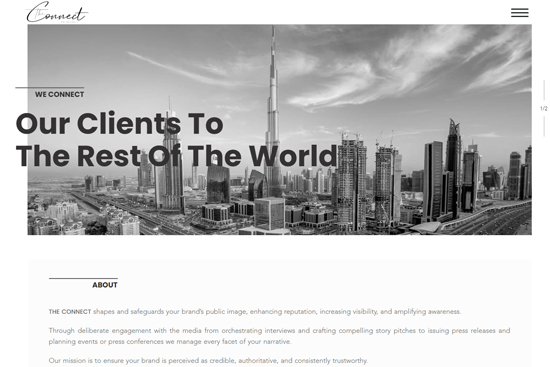 The Connect
WE CONNECT
Our Clients To
The Rest Of The World
1/2
ABOUT
THE CONNECT shapes and safeguards your brand's public image, enhancing reputation, increasing visibility, and amplifying awareness.
Through deliberate engagement with the media from orchestrating interviews and crafting compelling story pitches to issuing press releases and
planning events or press conferences we manage every facet of your narrative.
Our mission is to ensure your brand is perceived as credible, authoritative, and consistently trustworthy.